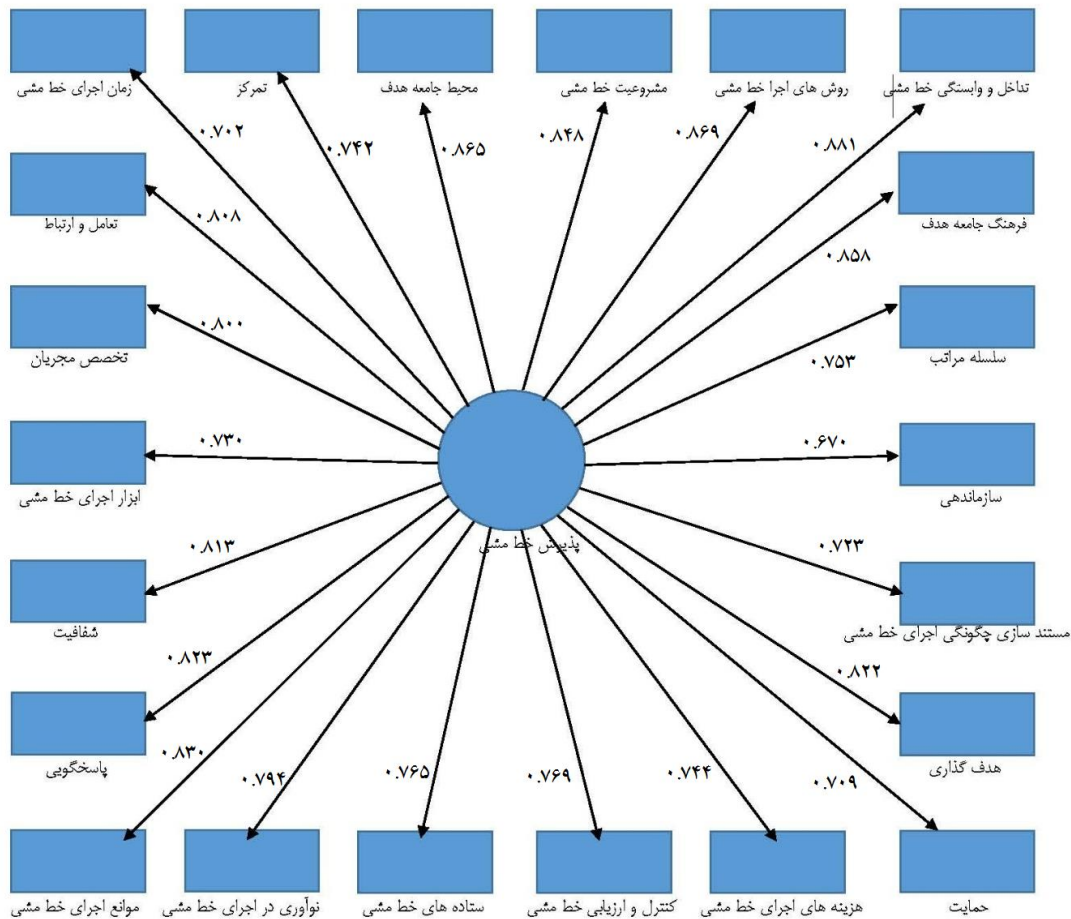 تداخل و وابستگی خط مشی
روش های اجرا خط مشی
مشروعیت خط مشی
محیط جامعه هدف
تمرکز
زمان اجرای خط مشی
۰.۸۸۱
۰.۸۶۹
۰.۸۴۸
۰.۸۶۵
۰.۷۴۲
۰.۷۰۲
فرهنگ جامعه هدف
تعامل و ارتباط
۰.۸۵۸
۰.۸۰۸
سلسله مراتب
تخصص مجریان
۰.۷۵۳
۰.۸۰۰
۰.۶۷۰
۰.۷۳۰
سازماندهی
ابزار اجرای خط مشی
پذیرش خط مشی
۰.۷۲۳
۰.۸۱۳
مستند سازی چگونگی اجرای خط مشی
شفافیت
۰.۸۲۲
۰.۸۲۳
هدف گذاری
پاسخگویی
۰.۷۰۹
۰.۷۴۴
۰.۷۶۹
۰.۷۶۵
۰.۷۹۴
۰.۸۳۰
حمایت
هزینه های اجرای خط مشی
کنترل و ارزیابی خط مشی
ستاده های خط مشی
نوآوری در اجرای خط مشی
موانع اجرای خط مشی